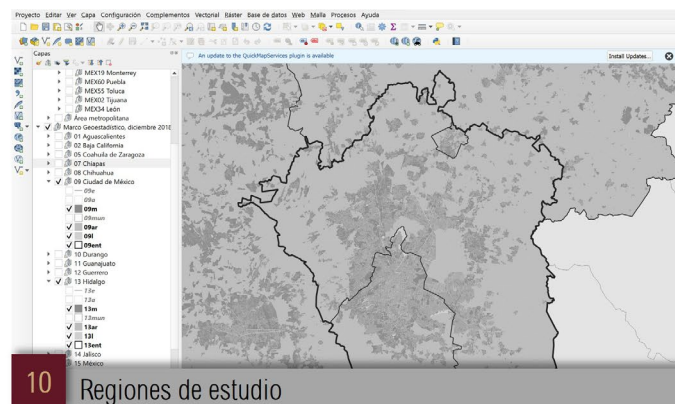 Proyecto Editar Ver Capa Configuración Complementos Vectorial Ráster Base de datos Web Malla Procesos Ayuda
Capas
An update to the QuickMapServices plugin is available
Install Updates...
MEX19 Monterrey
MEX60 Puebla
MEX55 Toluca
MEX02 Tijuana
MEX34 León
Área metropolitana
Marco Geoestadístico, diciembre 2018
01 Aguascalientes
02 Baja California
05 Coahuila de Zaragoza
07 Chiapas
08 Chihuahua
09 Ciudad de México
09e
09a
09m
09mun
09ar
09l
09ent
10 Durango
11 Guanajuato
12 Guerrero
13 Hidalgo
13e
13a
13m
13mun
13ar
13l
13ent
14 Jalisco
15 México
10 Regiones de estudio